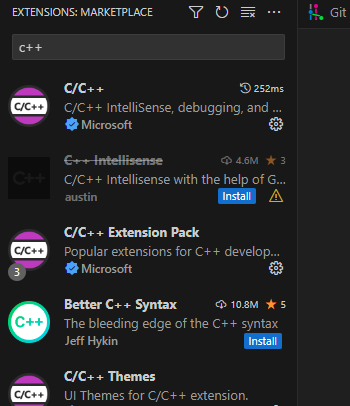 EXTENSIONS: MARKETPLACE
Git
c++
C/C++
C/C++
252ms
C/C++ IntelliSense, debugging, and ...
Microsoft
C++
C++ Intellisense
4.6M
3
C/C++ Intellisense with the help of G...
austin
Install
C/C++
3
C/C++ Extension Pack
Popular extensions for C++ develop...
Microsoft
C++
Better C++ Syntax
10.8M
5
The bleeding edge of the C++ syntax
Jeff Hykin
Install
C/C++
C/C++ Themes
UI Themes for C/C++ extension.